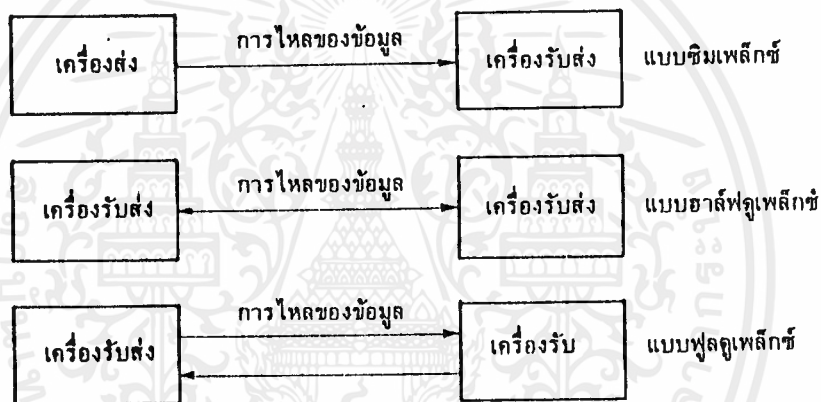 การไหลของข้อมูล
เครื่องส่ง เครื่องรับส่ง แบบซิมเพล็กซ์
การไหลของข้อมูล
เครื่องรับส่ง เครื่องรับส่ง แบบฮาล์ฟดูเพล็กซ์
การไหลของข้อมูล
เครื่องรับส่ง เครื่องรับ แบบฟูลดูเพล็กซ์